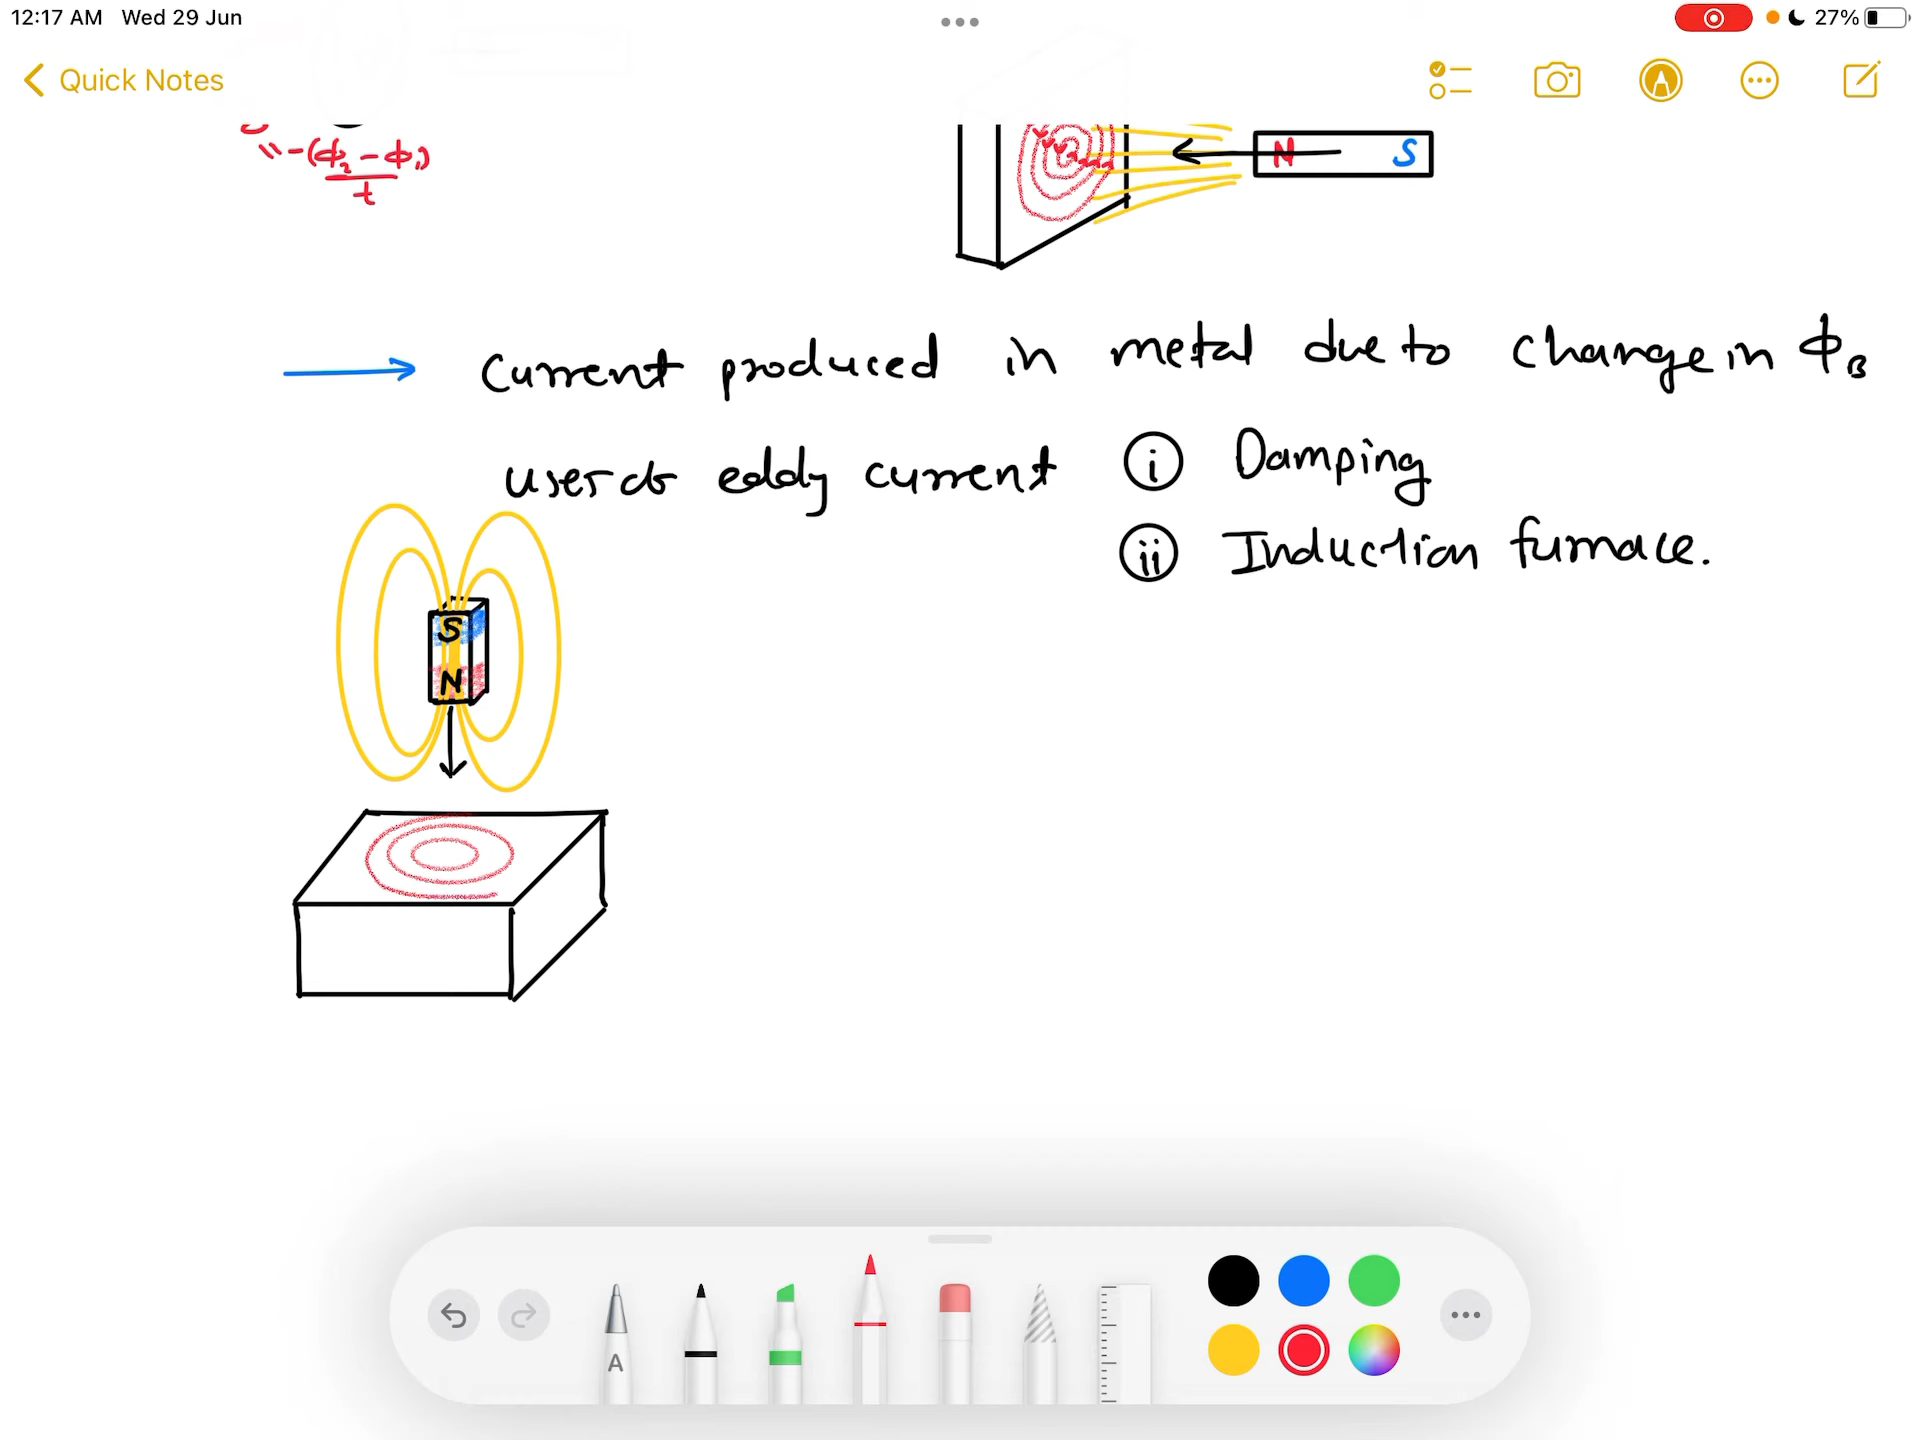 12:17 AM Wed 29 Jun
27%
Quick Notes
= -(ϕ₂ - ϕ₁)
t
N S
Current produced in metal due to change in ϕB
uses of eddy current (i) Damping
(ii) Induction furnace.
S
N
A